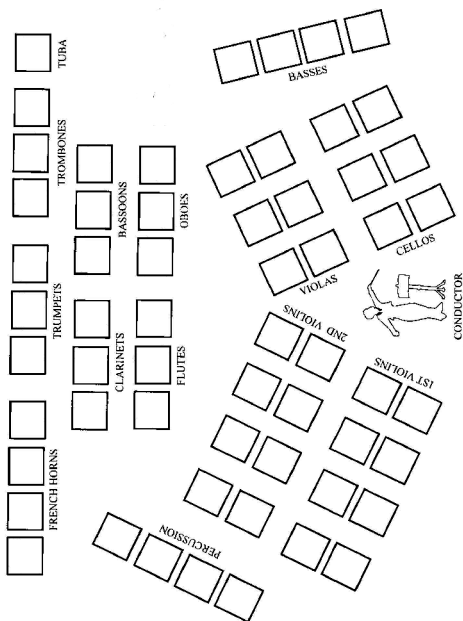 TUBA
TROMBONES
TRUMPETS
FRENCH HORNS
BASSOONS
CLARINETS
OBOES
FLUTES
PERCUSSION
BASSES
VIOLAS
CELLOS
2ND VIOLINS
1ST VIOLINS
CONDUCTOR